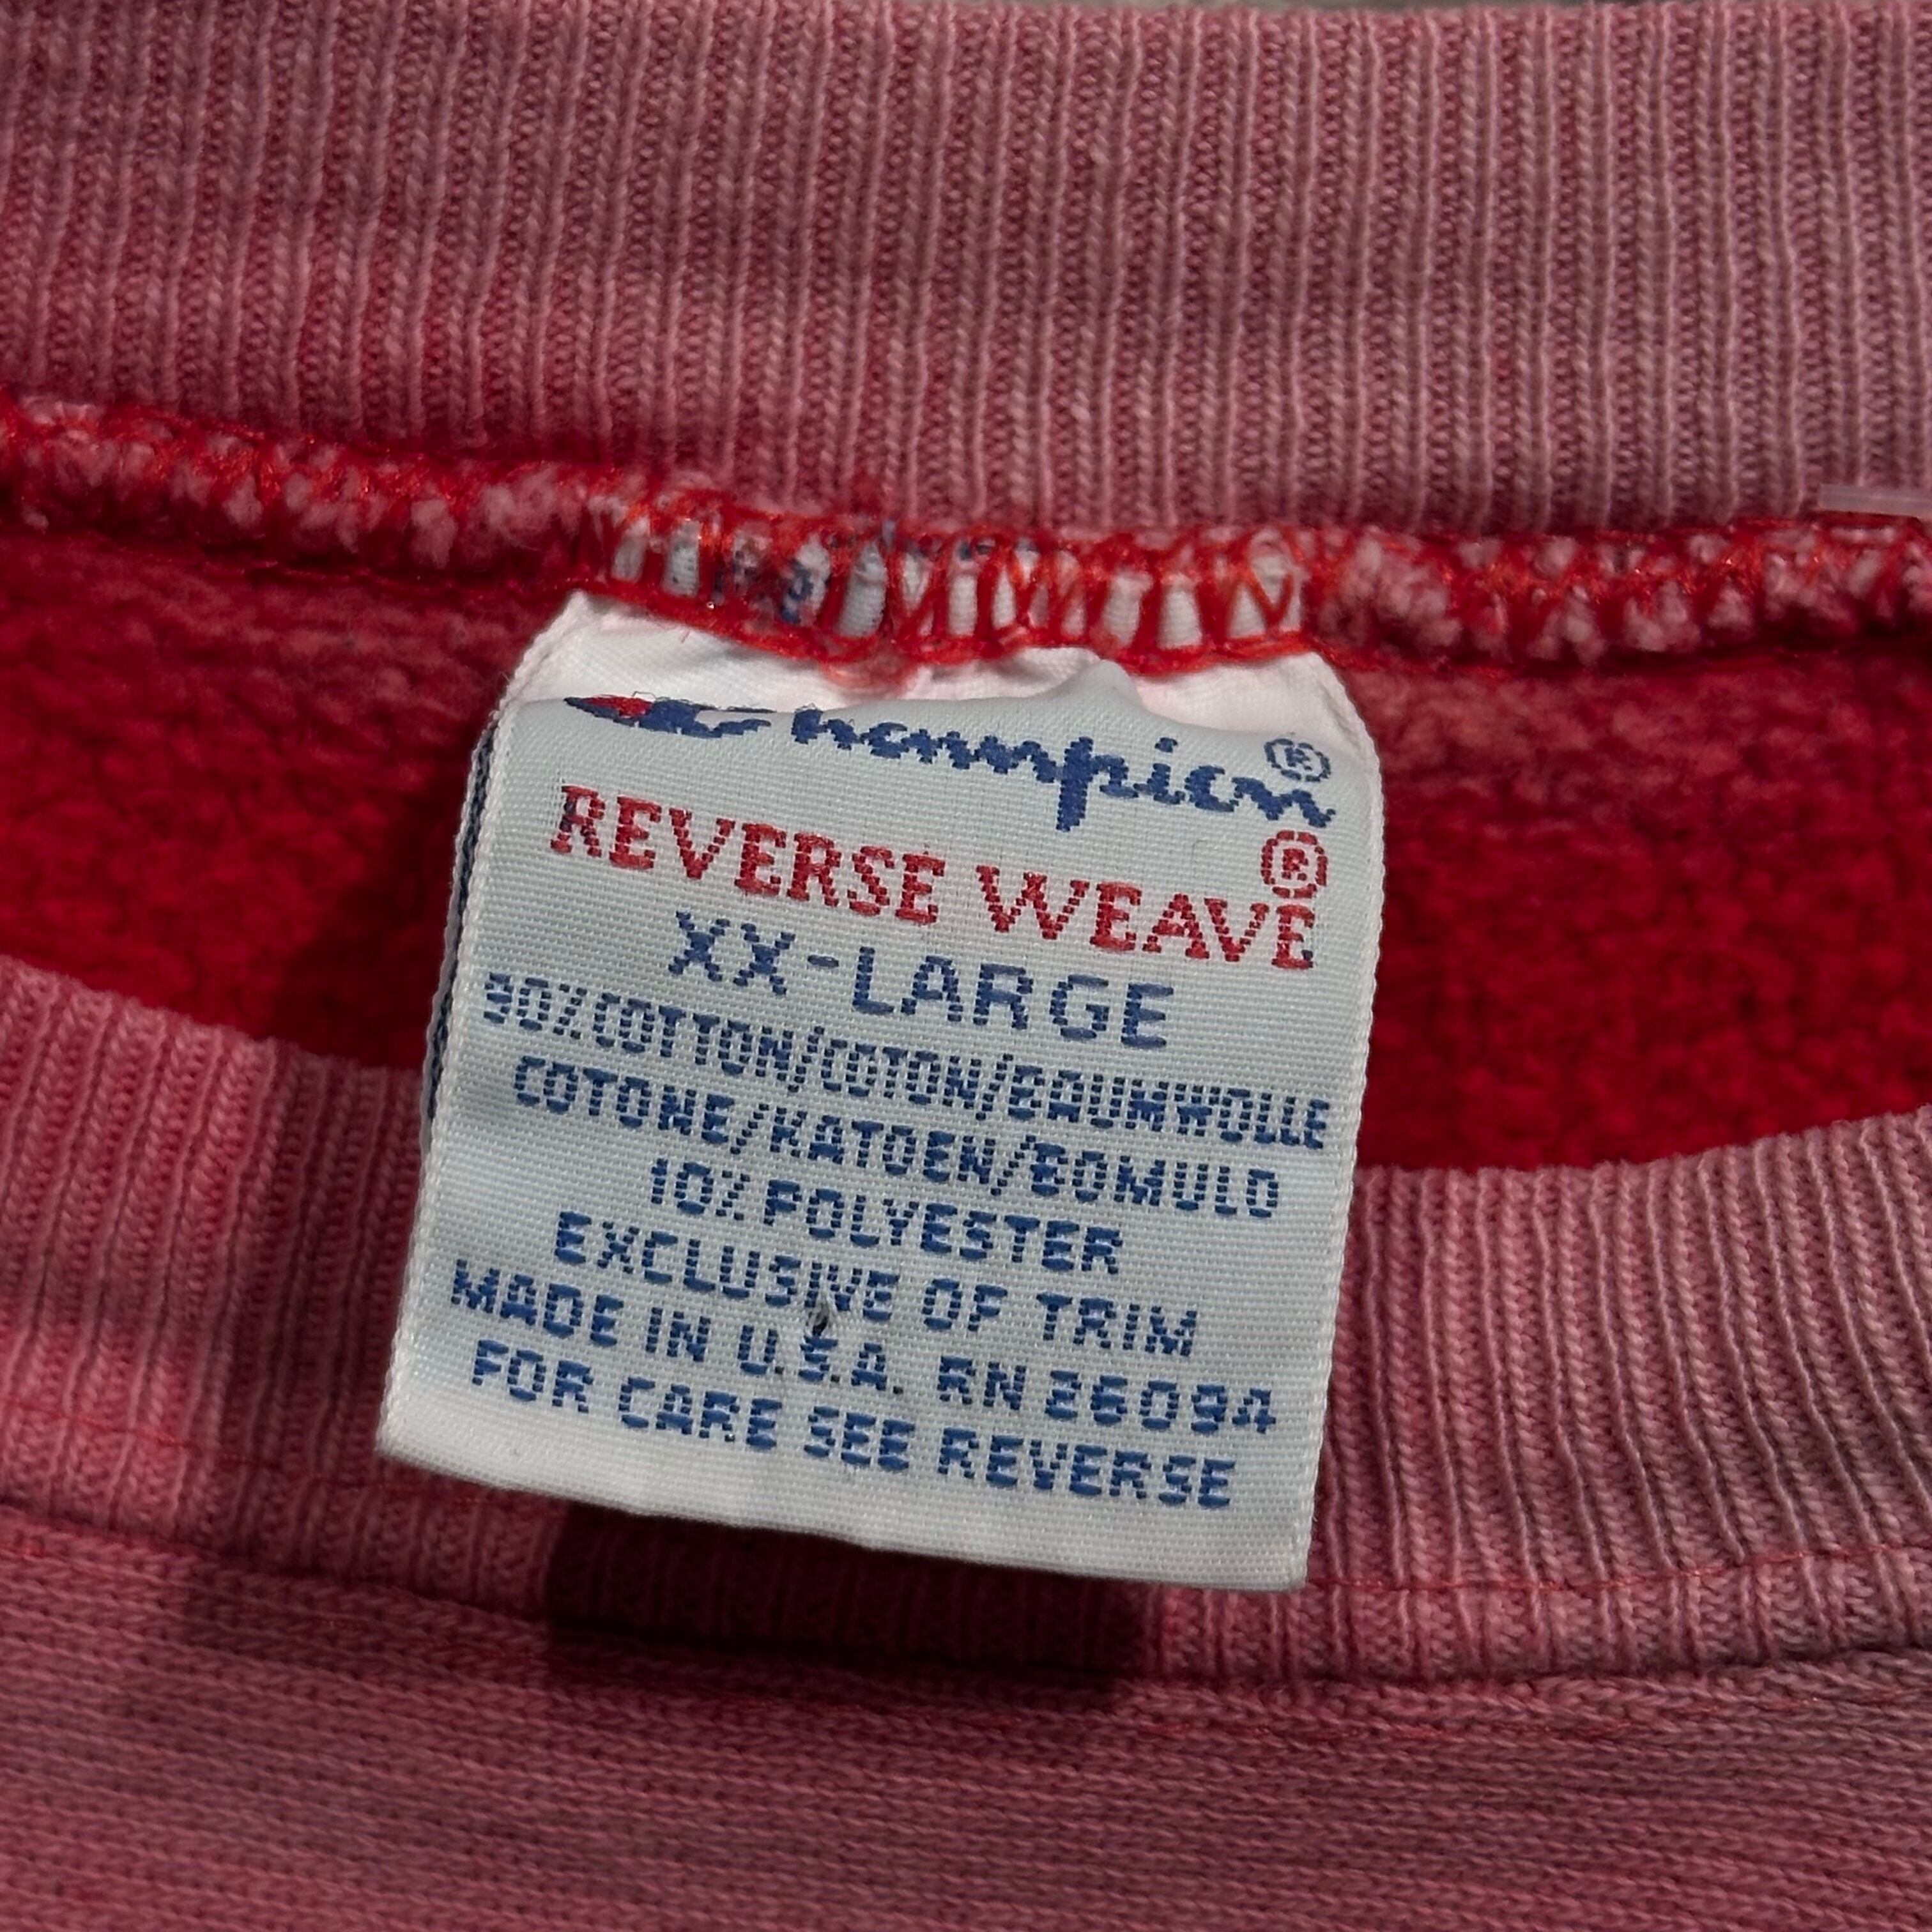 Champion®
REVERSE WEAVE®
XX-LARGE
90% COTTON/COTON/BAUMWOLLE
COTONE/KATOEN/BOMULD
10% POLYESTER
EXCLUSIVE OF TRIM
MADE IN U.S.A. RN 26094
FOR CARE SEE REVERSE